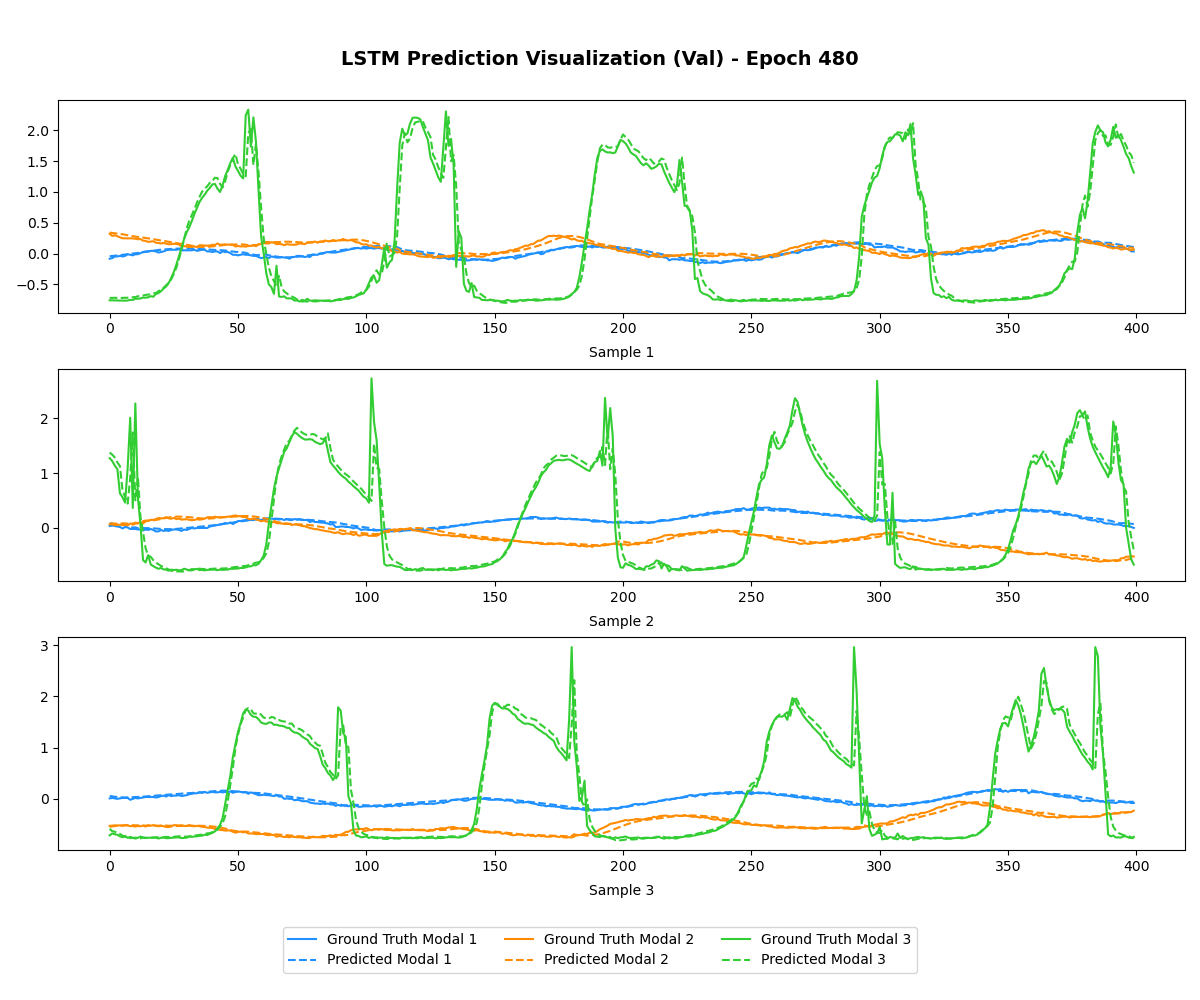 LSTM Prediction Visualization (Val) - Epoch 480
2.0
1.5
1.0
0.5
0.0
−0.5
0 50 100 150 200 250 300 350 400
Sample 1
2
1
0
0 50 100 150 200 250 300 350 400
Sample 2
3
2
1
0
0 50 100 150 200 250 300 350 400
Sample 3
Ground Truth Modal 1 Ground Truth Modal 2 Ground Truth Modal 3
Predicted Modal 1 Predicted Modal 2 Predicted Modal 3